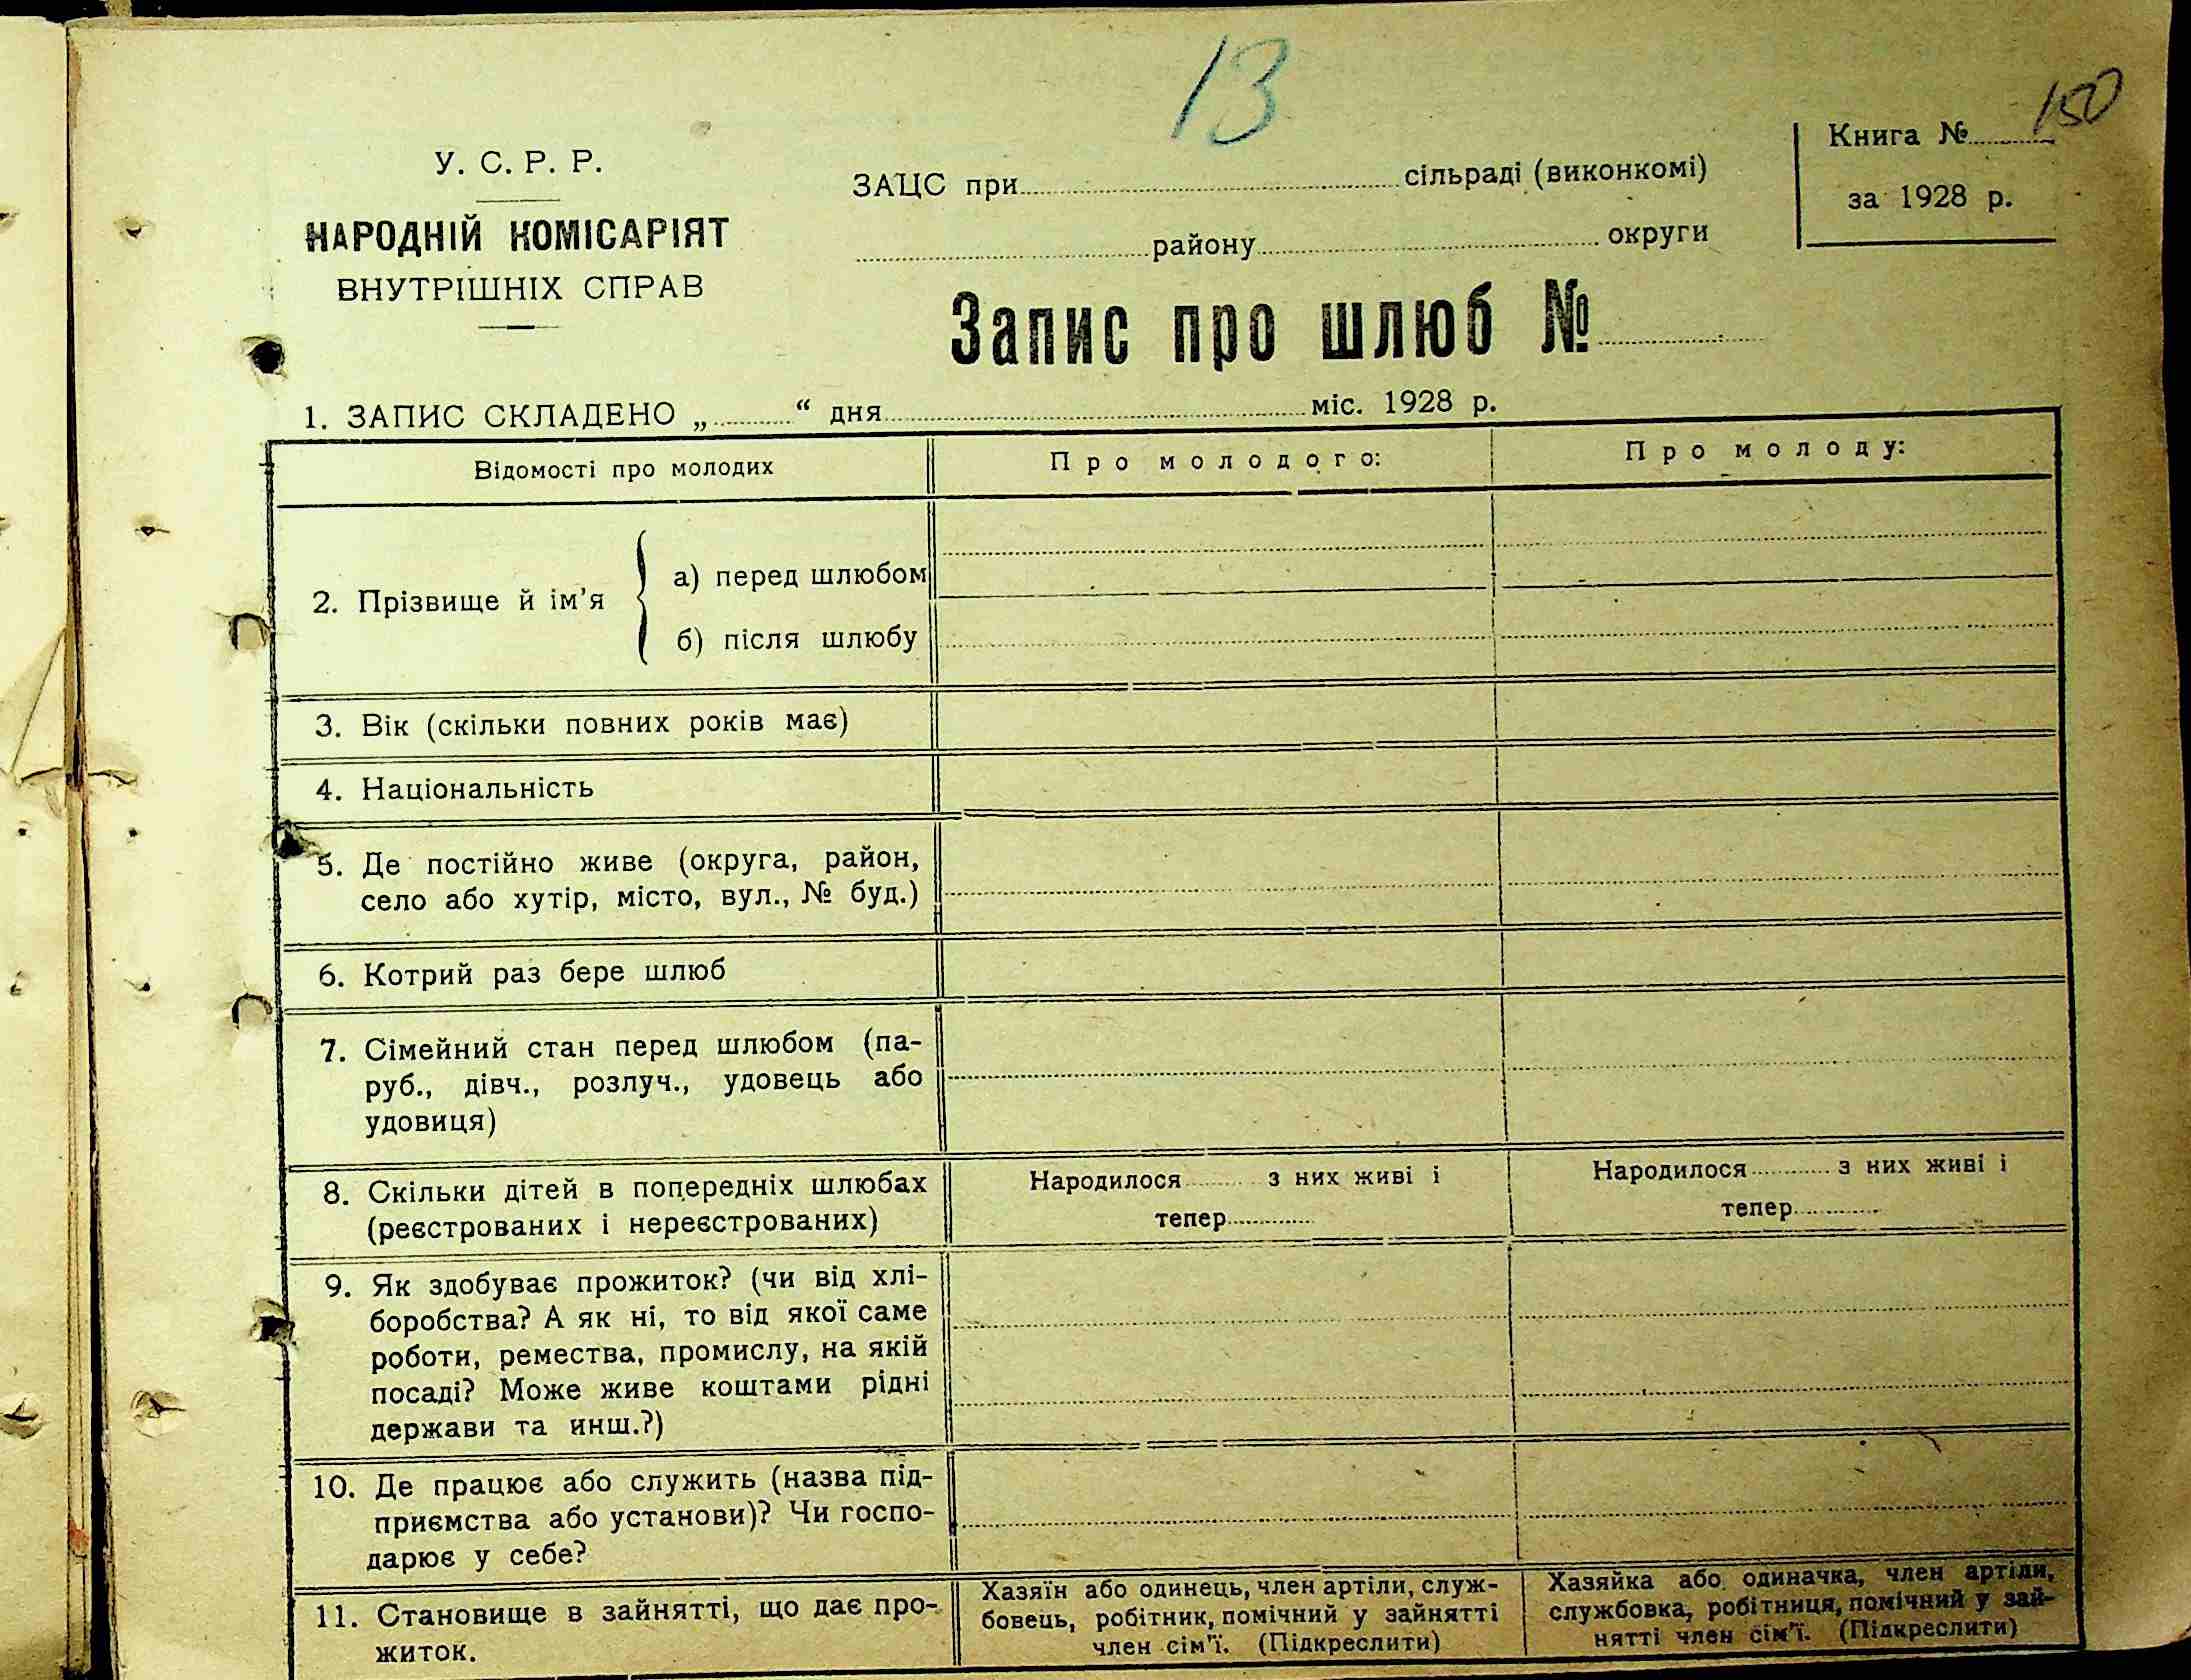 13
150
У. С. Р. Р.
НАРОДНІЙ КОМІСАРІЯТ
ВНУТРІШНІХ СПРАВ
ЗАЦС при сільраді (виконкомі)
району округи
Книга №
за 1928 р.
Запис про шлюб №
1. ЗАПИС СКЛАДЕНО „ “ дня міс. 1928 р.
Відомості про молодих
Про молодого:
Про молоду:
2. Прізвище й ім’я
а) перед шлюбом
б) після шлюбу
3. Вік (скільки повних років має)
4. Національність
5. Де постійно живе (округа, район,
село або хутір, місто, вул., № буд.)
6. Котрий раз бере шлюб
7. Сімейний стан перед шлюбом (па-
руб., дівч., розлуч., удовець або
удовиця)
8. Скільки дітей в попередніх шлюбах
(реєстрованих і нереєстрованих)
Народилося з них живі і
тепер
Народилося з них живі і
тепер
9. Як здобуває прожиток? (чи від хлі-
боробства? А як ні, то від якої саме
роботи, ремества, промислу, на якій
посаді? Може живе коштами рідні
держави та инш.?)
10. Де працює або служить (назва під-
приємства або установи)? Чи госпо-
дарює у себе?
11. Становище в зайнятті, що дає про-
житок.
Хазяїн або одинець, член артіли, служ-
бовець, робітник, помічний у зайнятті
член сім’ї. (Підкреслити)
Хазяйка або одиначка, член артіли,
службовка, робітниця, помічний у зай-
нятті член сім’ї. (Підкреслити)